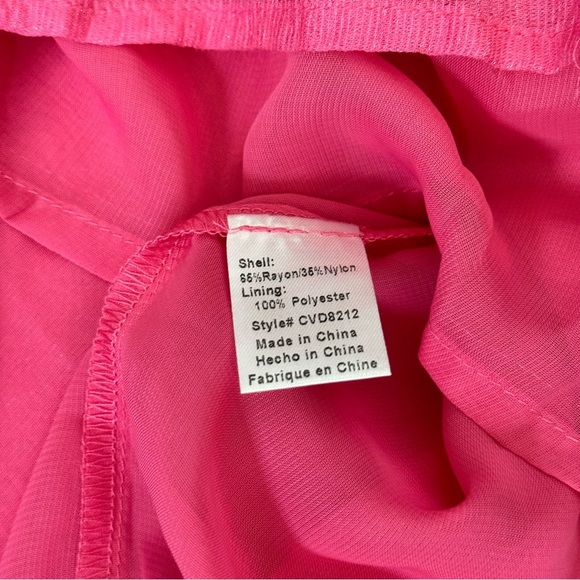 Shell:
65%Rayon/35%Nylon
Lining:
100% Polyester
Style# CVD8212
Made in China
Hecho in China
Fabrique en Chine